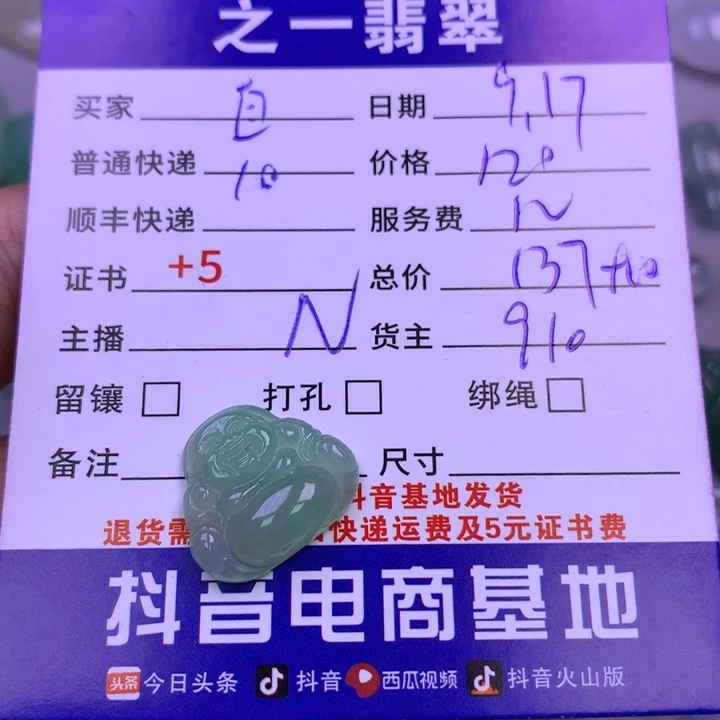 之一翡翠
买家 自 日期 9.17
普通快递 10 价格 120
顺丰快递 服务费 12
证书 +5 总价 137+10
主播 N 货主 910
留镶 打孔 绑绳
备注 尺寸
抖音基地发货
退货需 快递运费及5元证书费
抖音电商基地
头条 今日头条 抖音 西瓜视频 抖音火山版